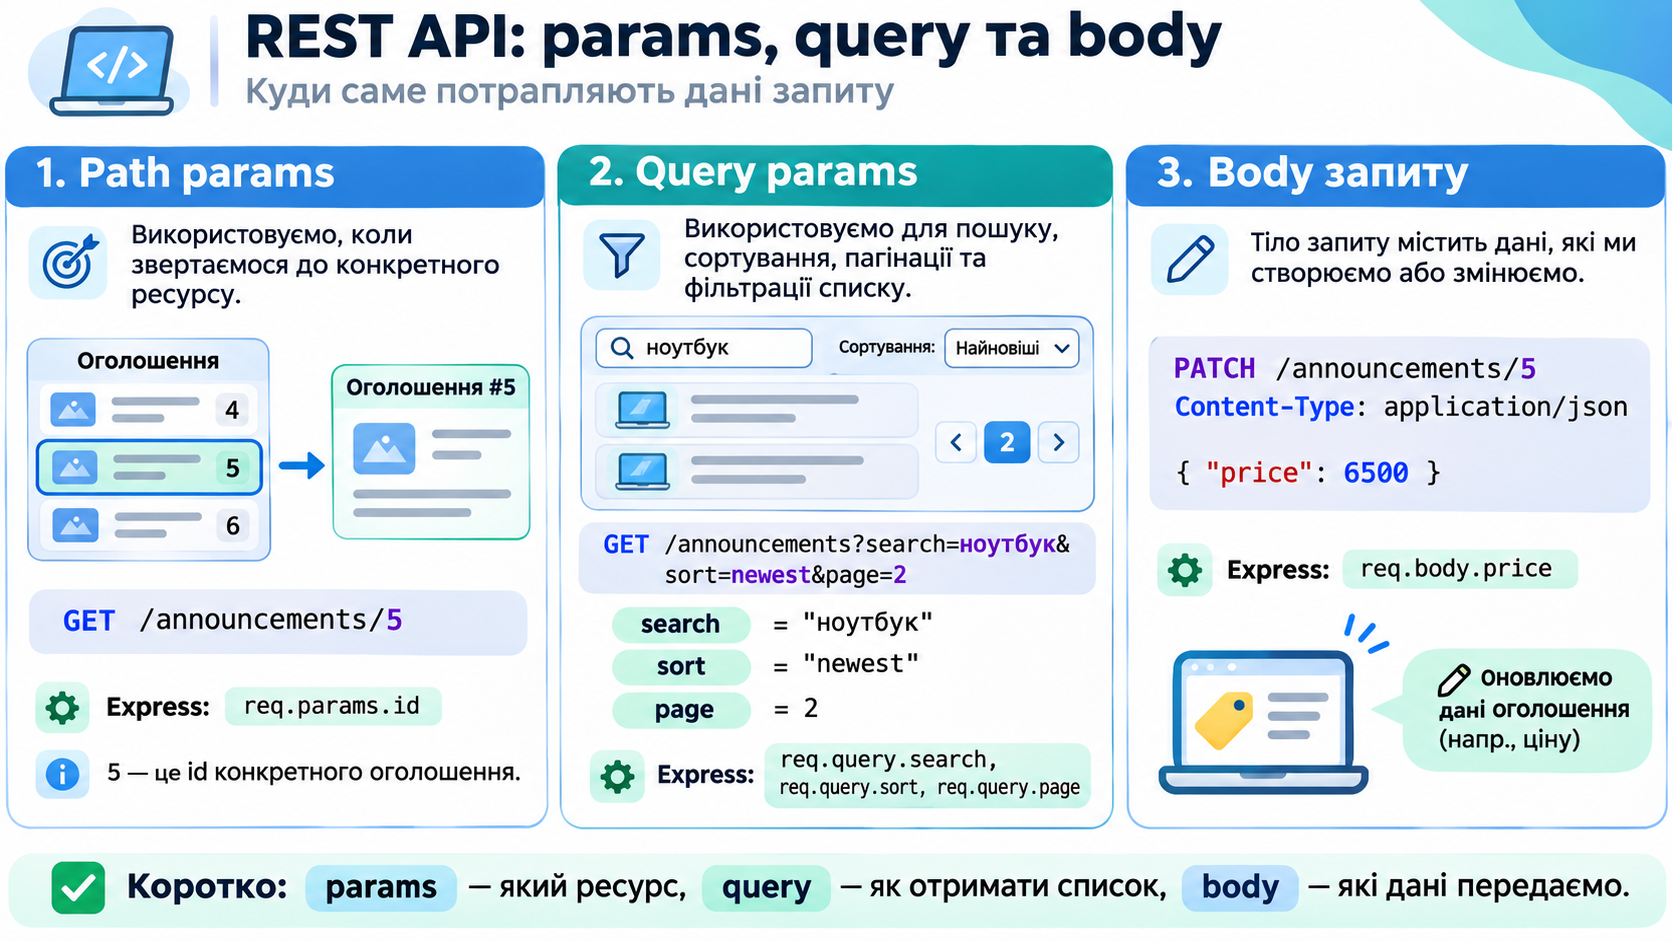 REST API: params, query та body
Куди саме потрапляють дані запиту
1. Path params
Використовуємо, коли
звертаємося до конкретного
ресурсу.
Оголошення
4
5
6
Оголошення #5
GET /announcements/5
Express: req.params.id
5 — це id конкретного оголошення.
2. Query params
Використовуємо для пошуку,
сортування, пагінації та
фільтрації списку.
ноутбук
Сортування: Найновіші
2
GET /announcements?search=ноутбук&
sort=newest&page=2
search = "ноутбук"
sort = "newest"
page = 2
Express: req.query.search,
req.query.sort, req.query.page
3. Body запиту
Тіло запиту містить дані, які ми
створюємо або змінюємо.
PATCH /announcements/5
Content-Type: application/json
{ "price": 6500 }
Express: req.body.price
Оновлюємо
дані оголошення
(напр., ціну)
Коротко: params — який ресурс, query — як отримати список, body — які дані передаємо.